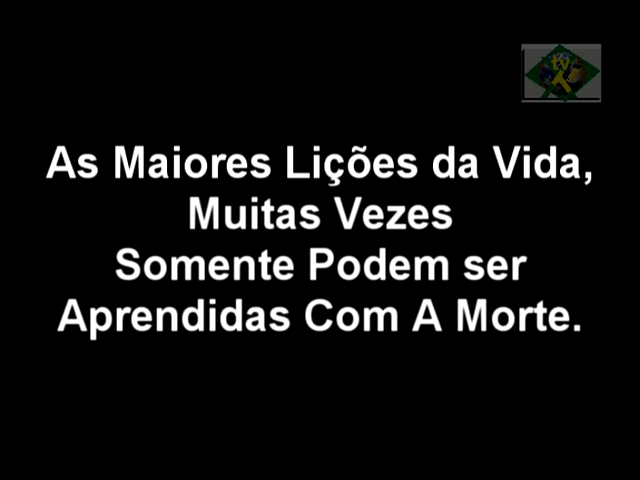 As Maiores Lições da Vida,
Muitas Vezes
Somente Podem ser
Aprendidas Com A Morte.